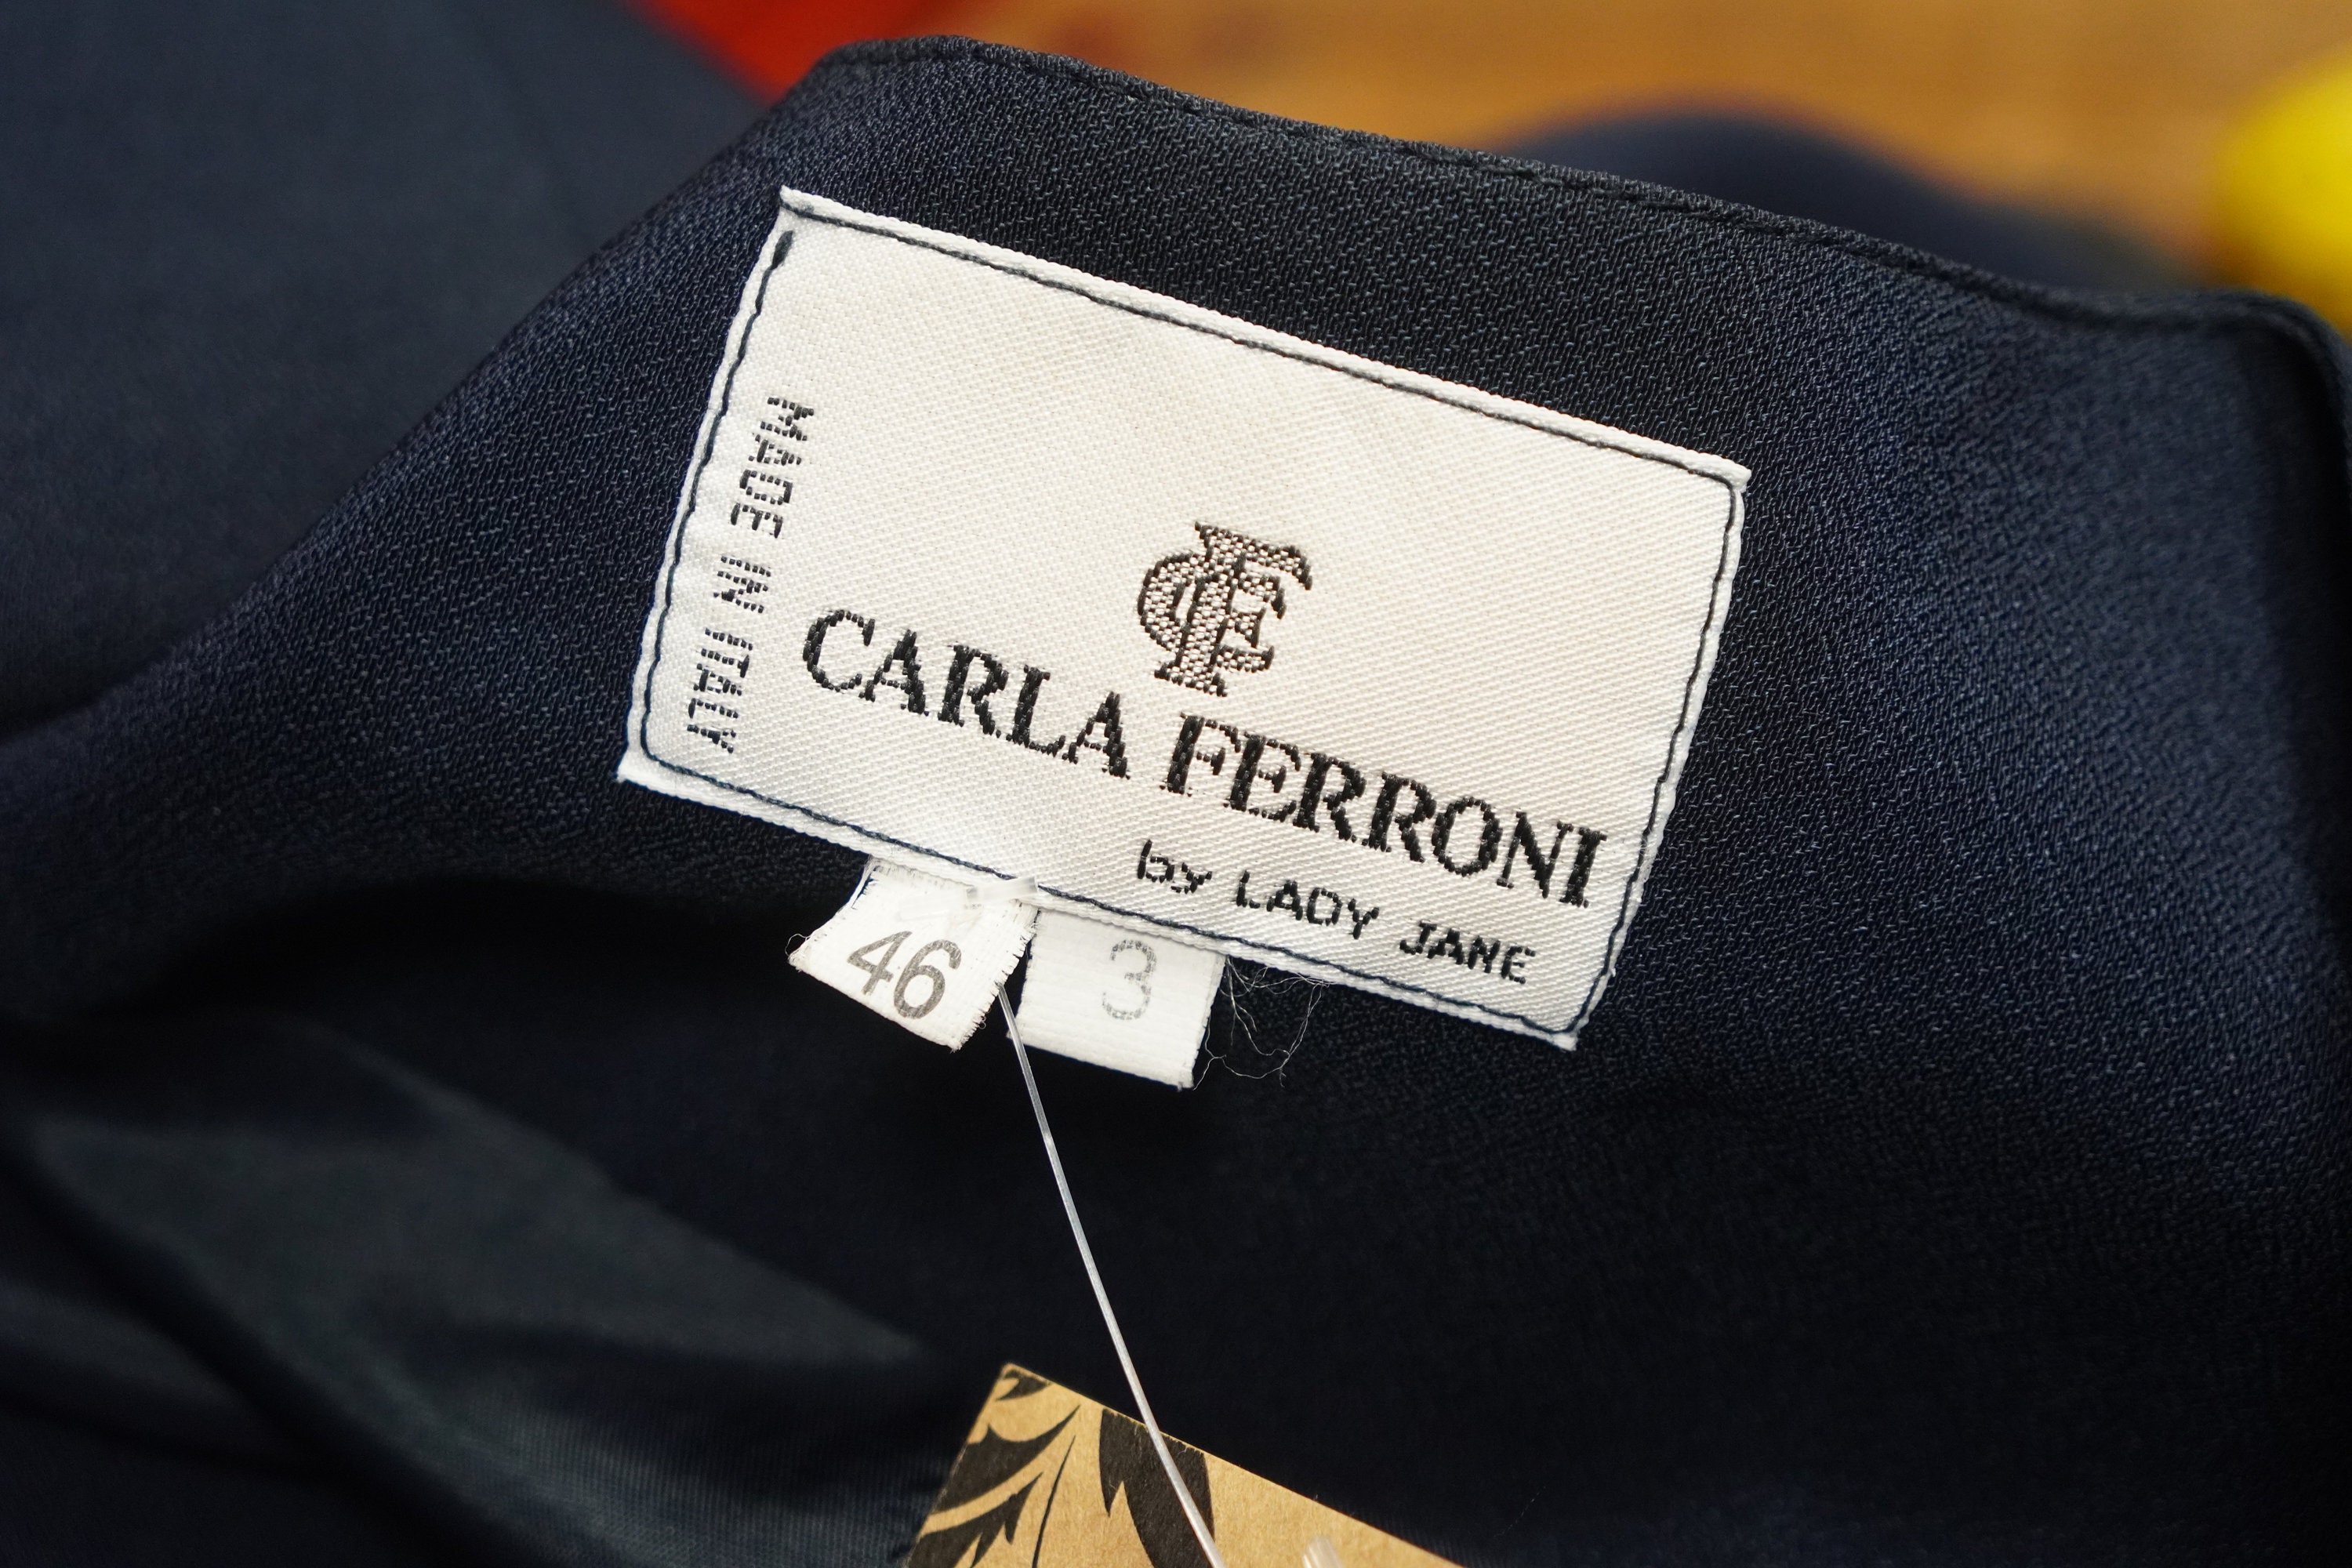 MADE IN ITALY
CF
CARLA FERRONI
by LADY JANE
46
3